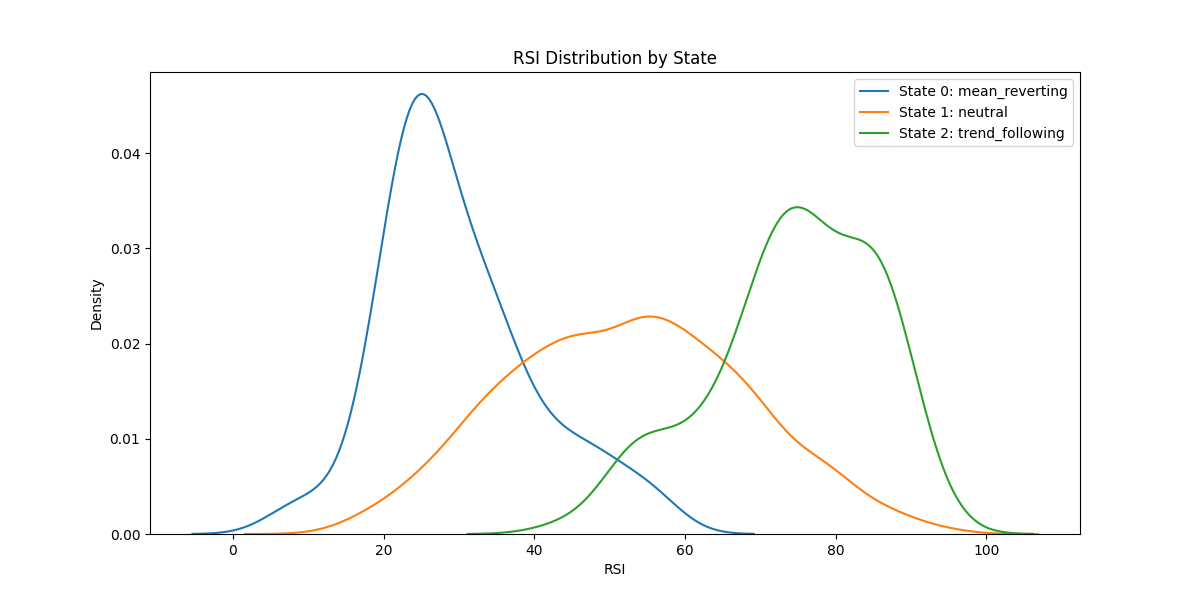 RSI Distribution by State
State 0: mean_reverting
State 1: neutral
State 2: trend_following
Density
0.04
0.03
0.02
0.01
0.00
0 20 40 60 80 100
RSI